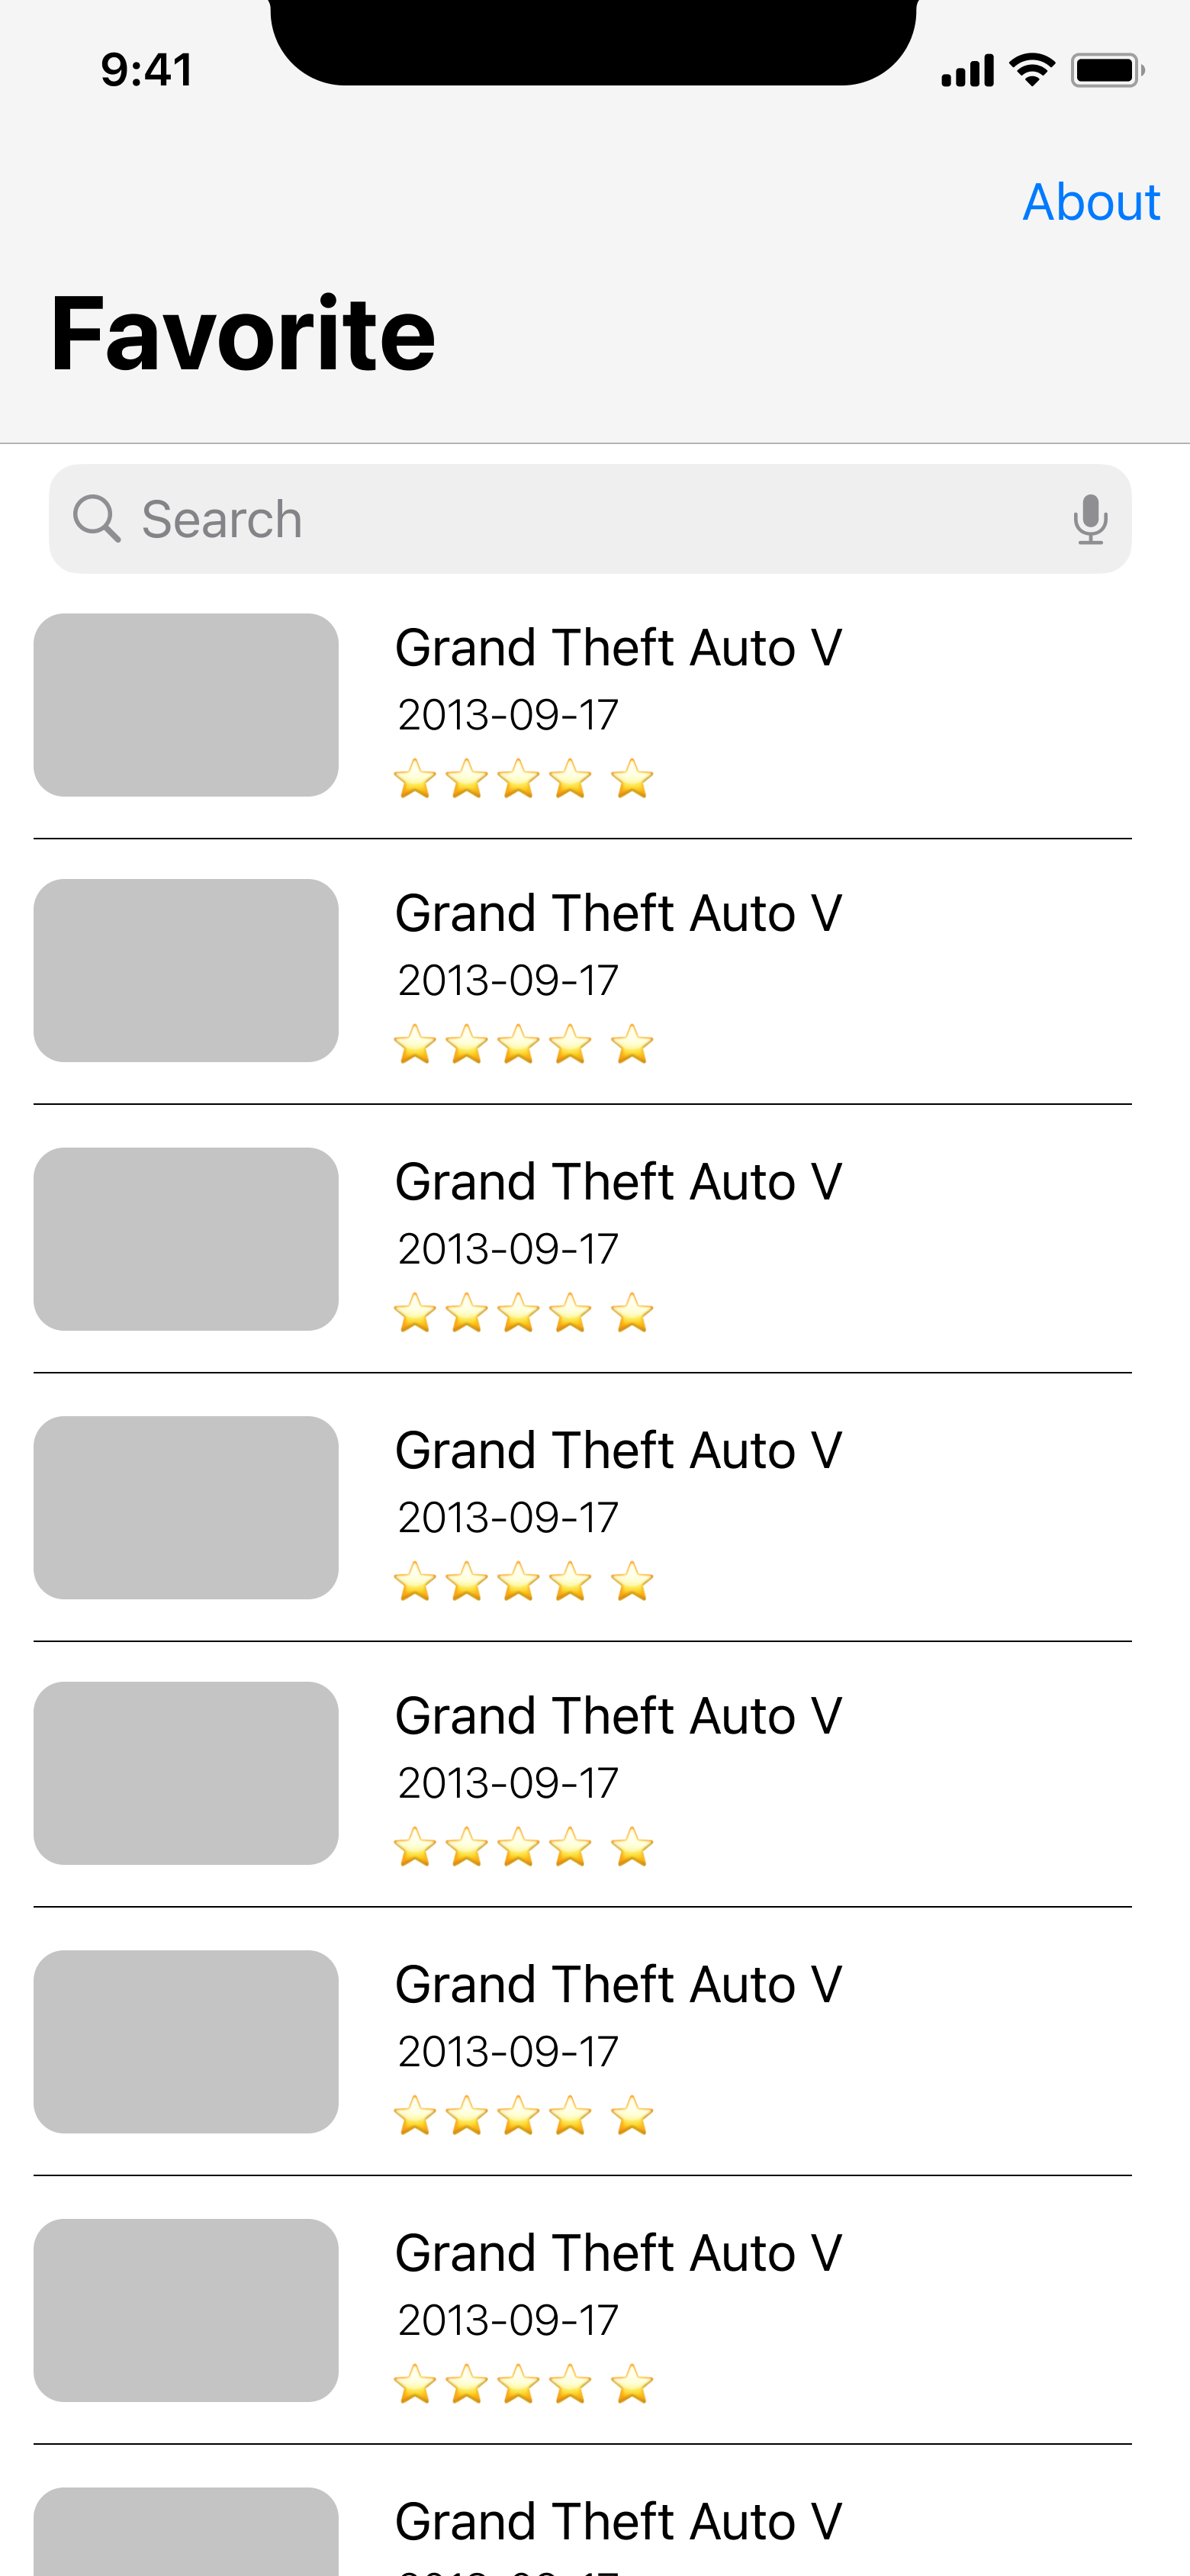 9:41
About
Favorite
Search
Grand Theft Auto V
2013-09-17
⭐⭐⭐⭐ ⭐
Grand Theft Auto V
2013-09-17
⭐⭐⭐⭐ ⭐
Grand Theft Auto V
2013-09-17
⭐⭐⭐⭐ ⭐
Grand Theft Auto V
2013-09-17
⭐⭐⭐⭐ ⭐
Grand Theft Auto V
2013-09-17
⭐⭐⭐⭐ ⭐
Grand Theft Auto V
2013-09-17
⭐⭐⭐⭐ ⭐
Grand Theft Auto V
2013-09-17
⭐⭐⭐⭐ ⭐
Grand Theft Auto V